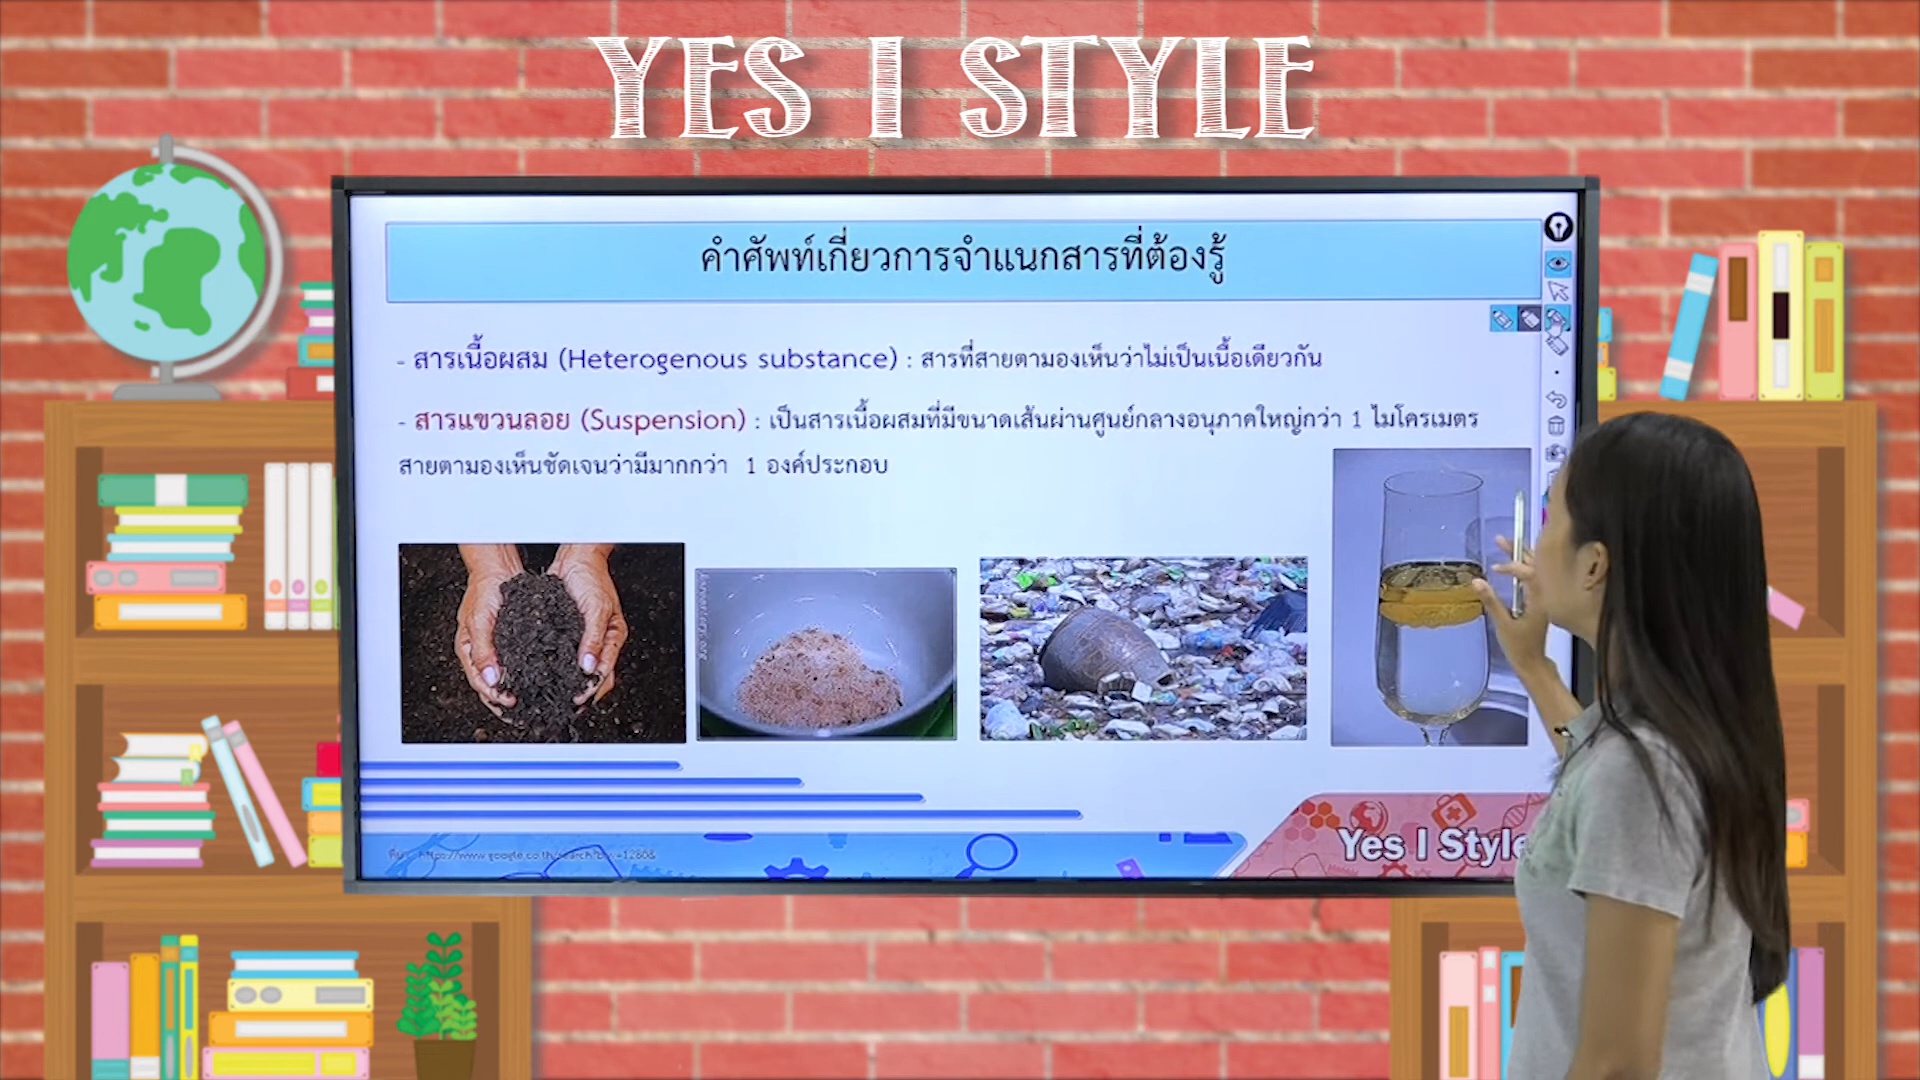 YES I STYLE
คำศัพท์เกี่ยวการจำแนกสารที่ต้องรู้
- สารเนื้อผสม (Heterogenous substance) : สารที่สายตามองเห็นว่าไม่เป็นเนื้อเดียวกัน
- สารแขวนลอย (Suspension) : เป็นสารเนื้อผสมที่มีขนาดเส้นผ่านศูนย์กลางอนุภาคใหญ่กว่า 1 ไมโครเมตร
สายตามองเห็นชัดเจนว่ามีมากกว่า 1 องค์ประกอบ
Yes I Style